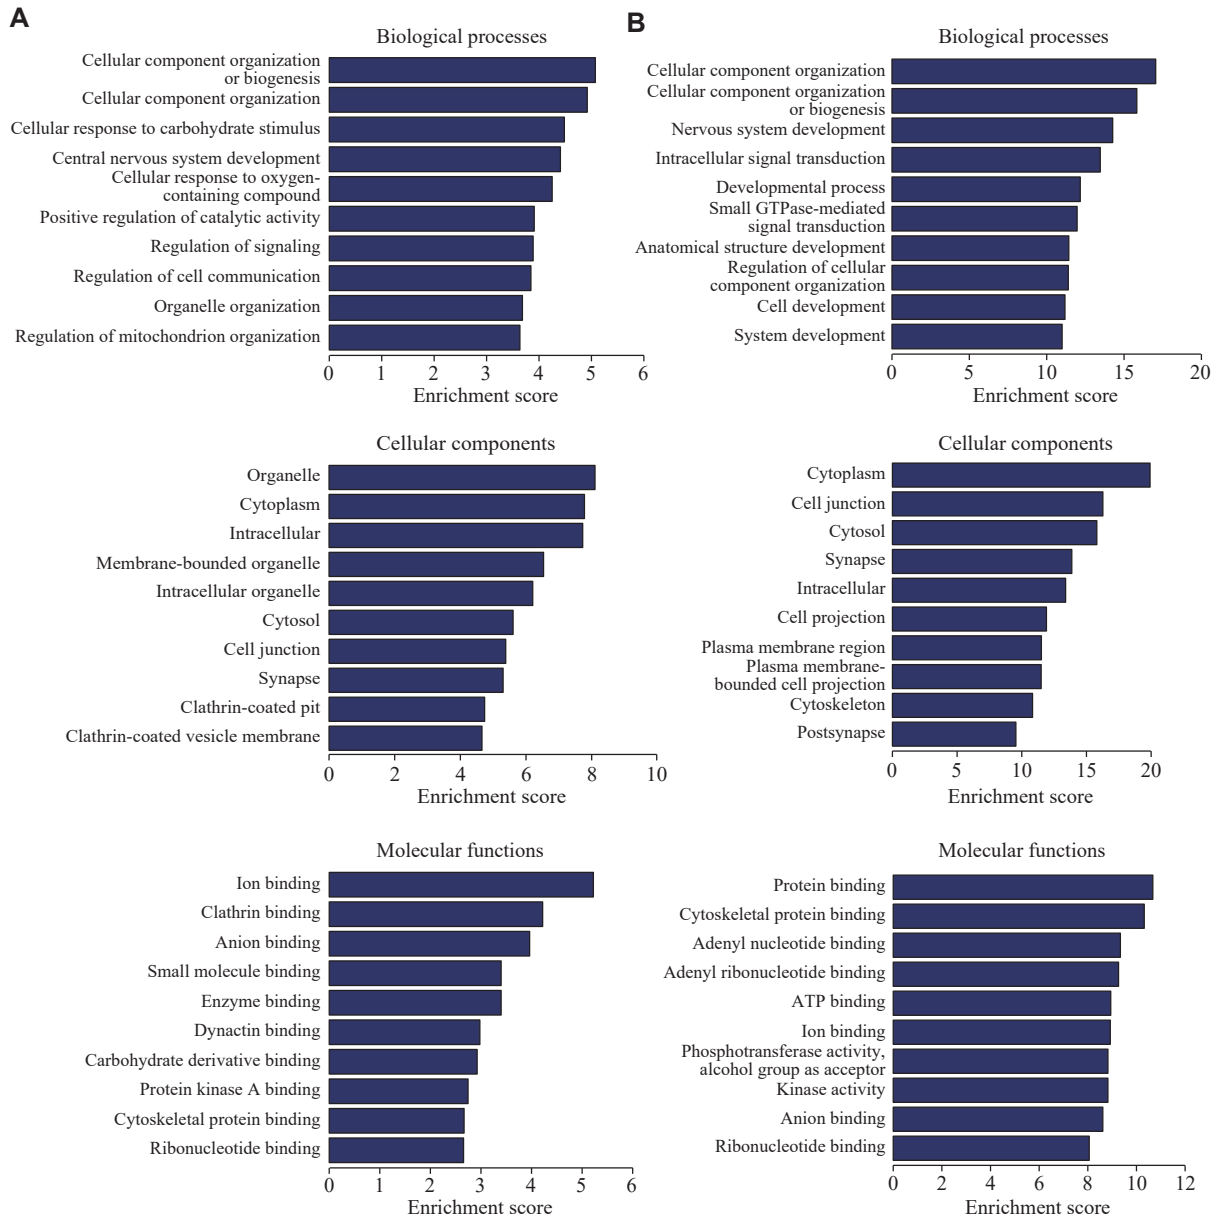 A
Biological processes
Cellular component organization
or biogenesis
Cellular component organization
Cellular response to carbohydrate stimulus
Central nervous system development
Cellular response to oxygen-
containing compound
Positive regulation of catalytic activity
Regulation of signaling
Regulation of cell communication
Organelle organization
Regulation of mitochondrion organization
0 1 2 3 4 5 6
Enrichment score
Cellular components
Organelle
Cytoplasm
Intracellular
Membrane-bounded organelle
Intracellular organelle
Cytosol
Cell junction
Synapse
Clathrin-coated pit
Clathrin-coated vesicle membrane
0 2 4 6 8 10
Enrichment score
Molecular functions
Ion binding
Clathrin binding
Anion binding
Small molecule binding
Enzyme binding
Dynactin binding
Carbohydrate derivative binding
Protein kinase A binding
Cytoskeletal protein binding
Ribonucleotide binding
0 1 2 3 4 5 6
Enrichment score
B
Biological processes
Cellular component organization
Cellular component organization
or biogenesis
Nervous system development
Intracellular signal transduction
Developmental process
Small GTPase-mediated
signal transduction
Anatomical structure development
Regulation of cellular
component organization
Cell development
System development
0 5 10 15 20
Enrichment score
Cellular components
Cytoplasm
Cell junction
Cytosol
Synapse
Intracellular
Cell projection
Plasma membrane region
Plasma membrane-
bounded cell projection
Cytoskeleton
Postsynapse
0 5 10 15 20
Enrichment score
Molecular functions
Protein binding
Cytoskeletal protein binding
Adenyl nucleotide binding
Adenyl ribonucleotide binding
ATP binding
Ion binding
Phosphotransferase activity,
alcohol group as acceptor
Kinase activity
Anion binding
Ribonucleotide binding
0 2 4 6 8 10 12
Enrichment score